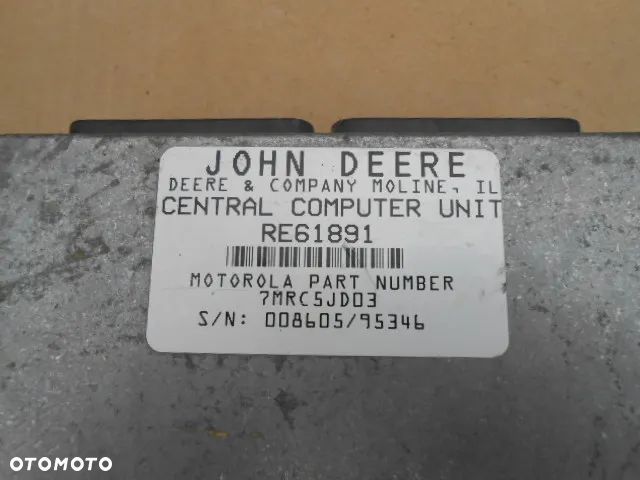 JOHN DEERE
DEERE & COMPANY MOLINE, IL
CENTRAL COMPUTER UNIT
RE61891
MOTOROLA PART NUMBER
7MRC5JD03
S/N: 008605/95346
OTOMOTO